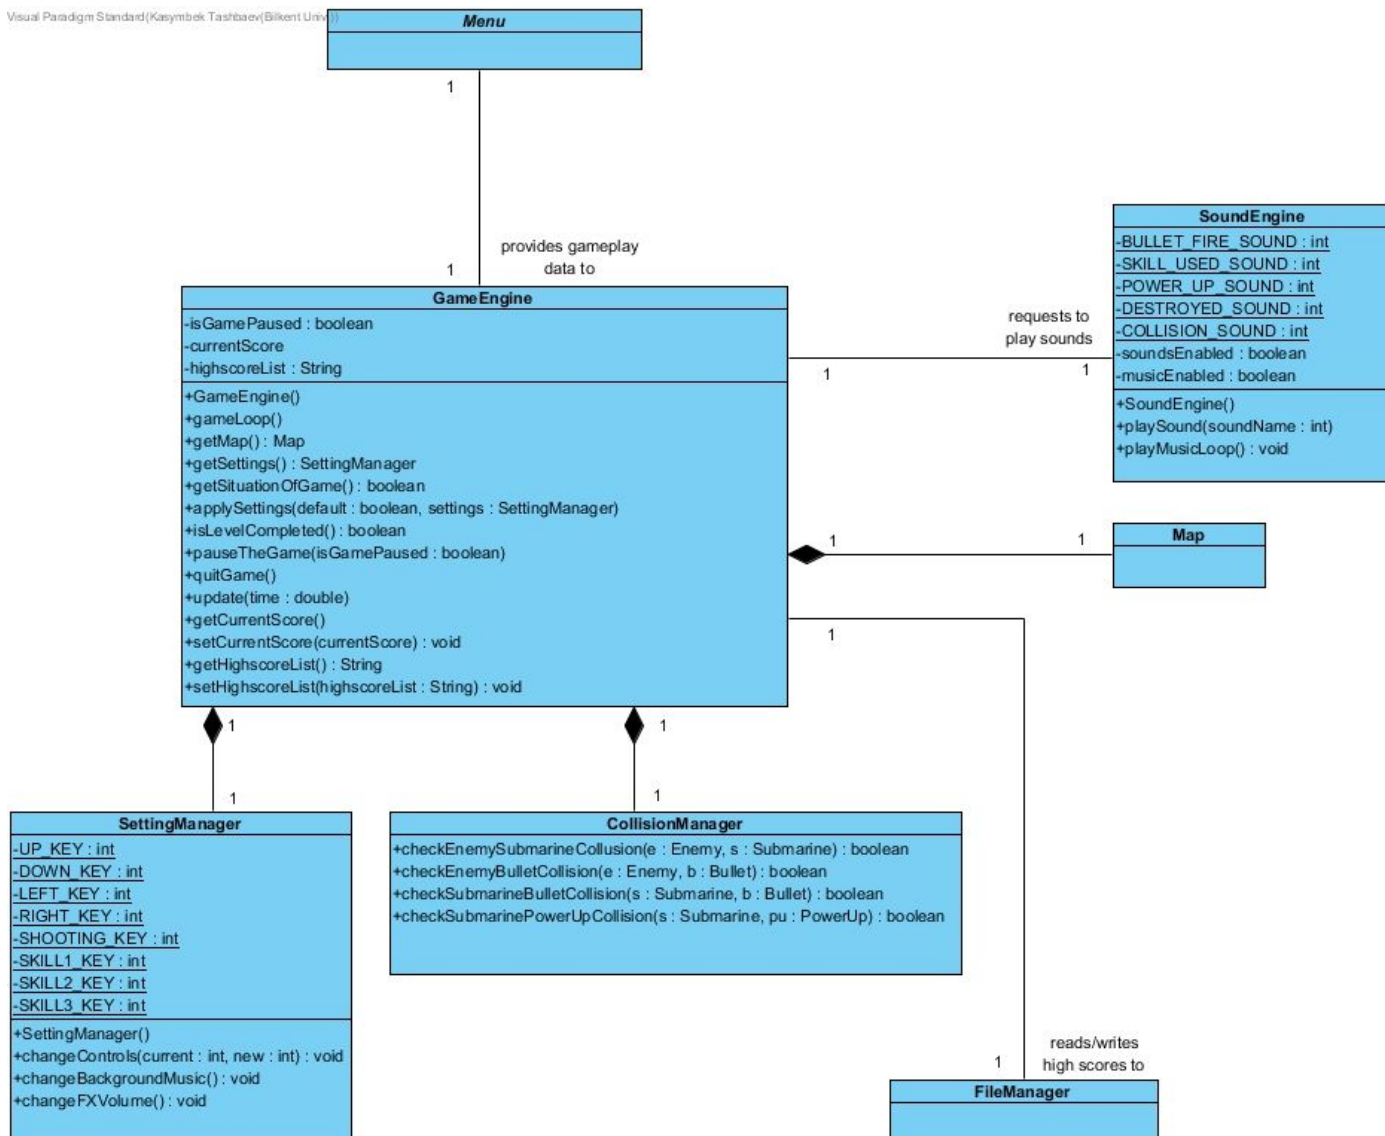 Visual Paradigm Standard(Kasymbek Tashbaev(Bilkent Univ.))
Menu
1
provides gameplay
data to
1
GameEngine
-isGamePaused : boolean
-currentScore
-highscoreList : String
+GameEngine()
+gameLoop()
+getMap() : Map
+getSettings() : SettingManager
+getSituationOfGame() : boolean
+applySettings(default : boolean, settings : SettingManager)
+isLevelCompleted() : boolean
+pauseTheGame(isGamePaused : boolean)
+quitGame()
+update(time : double)
+getCurrentScore()
+setCurrentScore(currentScore) : void
+getHighscoreList() : String
+setHighscoreList(highscoreList : String) : void
requests to
play sounds
1
1
SoundEngine
-BULLET_FIRE_SOUND : int
-SKILL_USED_SOUND : int
-POWER_UP_SOUND : int
-DESTROYED_SOUND : int
-COLLISION_SOUND : int
-soundsEnabled : boolean
-musicEnabled : boolean
+SoundEngine()
+playSound(soundName : int)
+playMusicLoop() : void
1
1
Map
1
1
1
1
1
SettingManager
-UP_KEY : int
-DOWN_KEY : int
-LEFT_KEY : int
-RIGHT_KEY : int
-SHOOTING_KEY : int
-SKILL1_KEY : int
-SKILL2_KEY : int
-SKILL3_KEY : int
+SettingManager()
+changeControls(current : int, new : int) : void
+changeBackgroundMusic() : void
+changeFXVolume() : void
CollisionManager
+checkEnemySubmarineCollusion(e : Enemy, s : Submarine) : boolean
+checkEnemyBulletCollision(e : Enemy, b : Bullet) : boolean
+checkSubmarineBulletCollision(s : Submarine, b : Bullet) : boolean
+checkSubmarinePowerUpCollision(s : Submarine, pu : PowerUp) : boolean
reads/writes
high scores to
1
FileManager